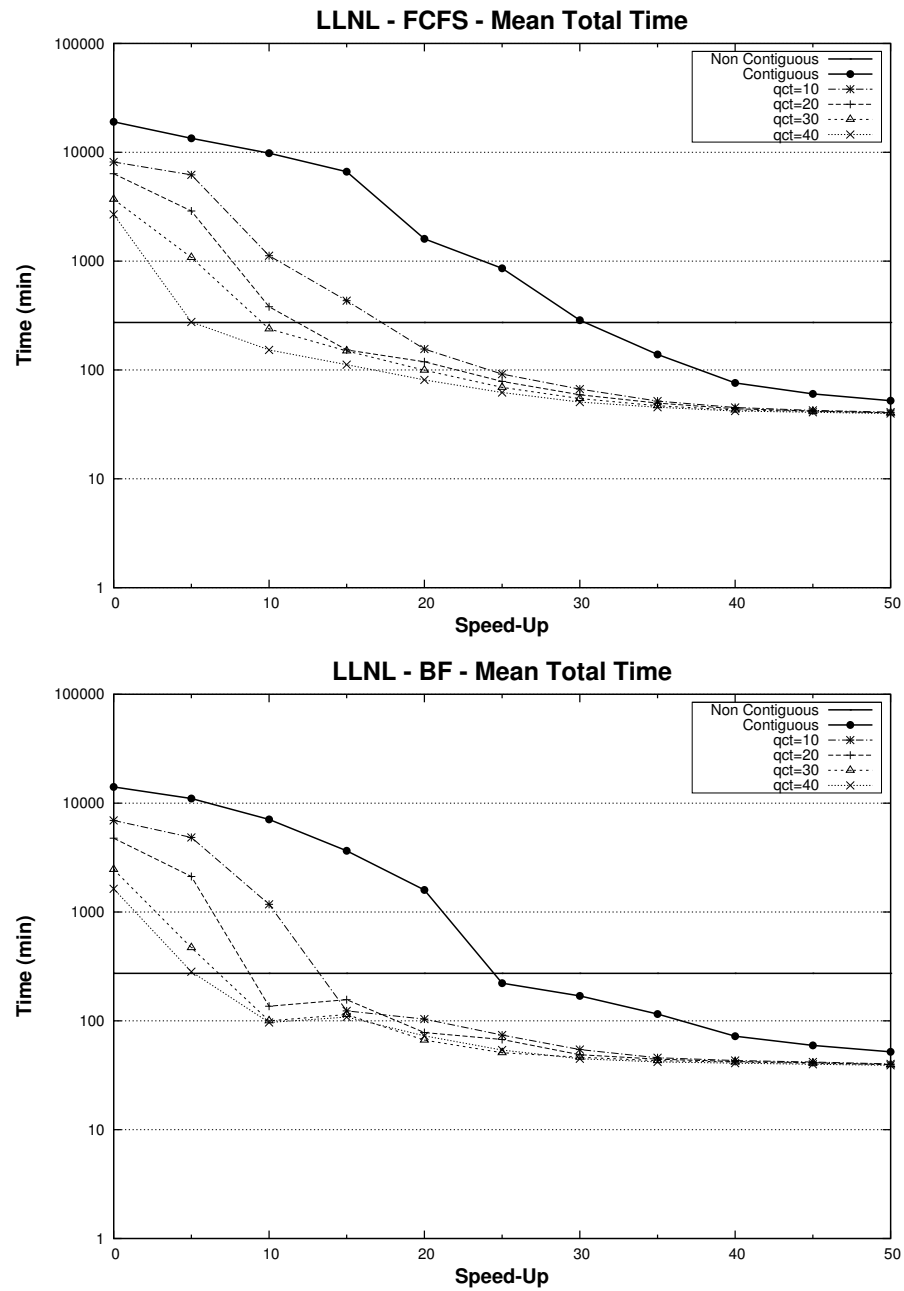 LLNL - FCFS - Mean Total Time
100000
10000
1000
100
10
1
Time (min)
Non Contiguous
Contiguous
qct=10
qct=20
qct=30
qct=40
0 10 20 30 40 50
Speed-Up
LLNL - BF - Mean Total Time
100000
10000
1000
100
10
1
Time (min)
Non Contiguous
Contiguous
qct=10
qct=20
qct=30
qct=40
0 10 20 30 40 50
Speed-Up